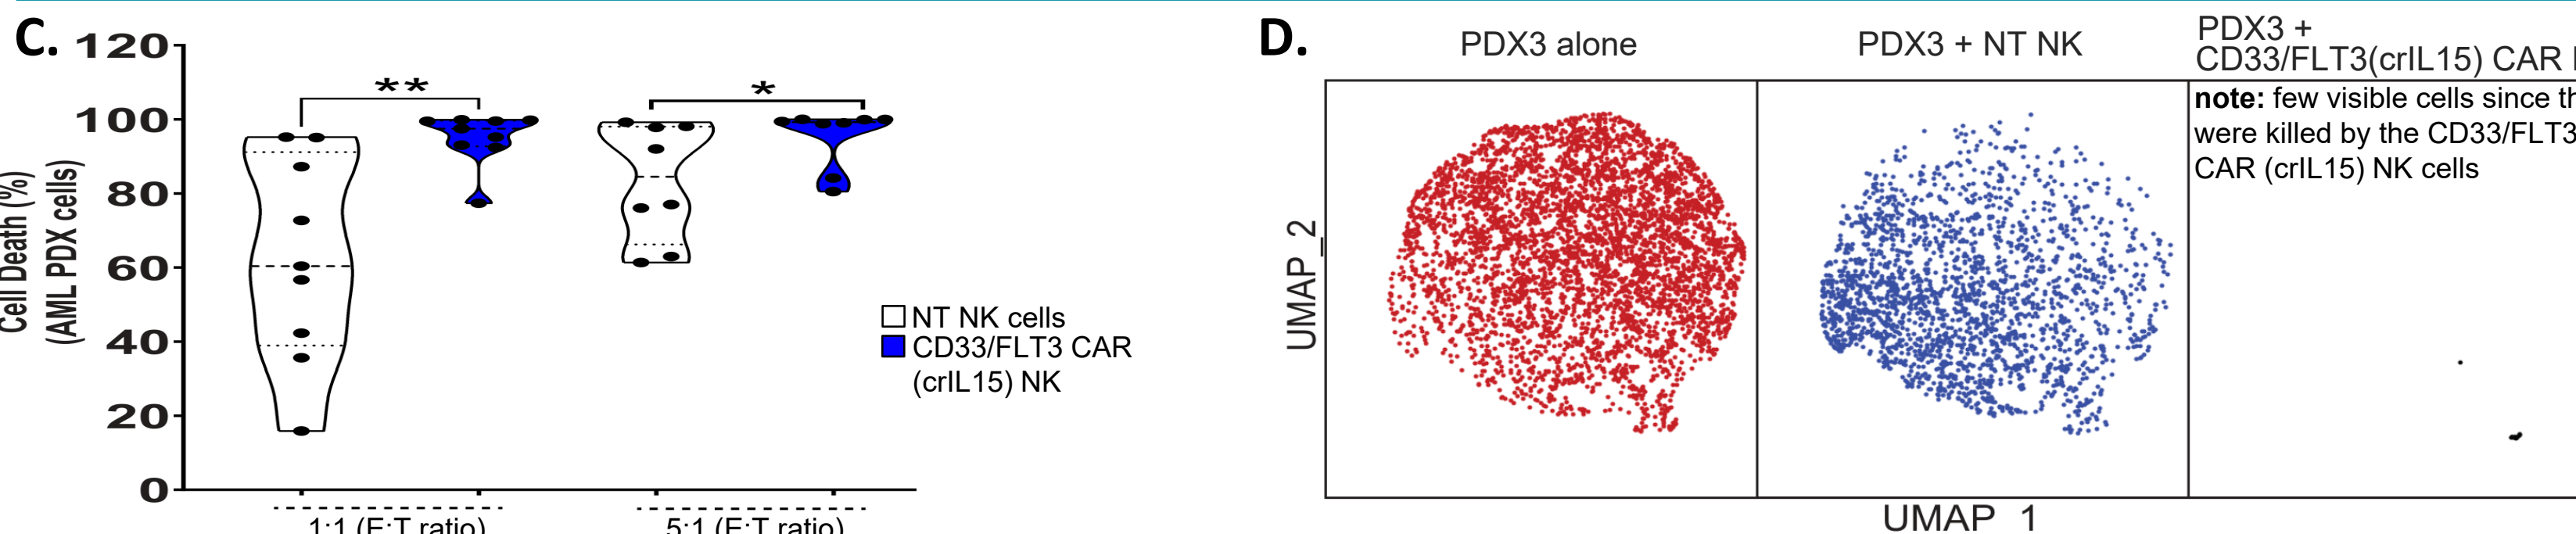 C.
120
100
80
60
40
20
0
Cell Death (%)
(AML PDX cells)
**
*
NT NK cells
CD33/FLT3 CAR
(crIL15) NK
1:1 (E:T ratio)
5:1 (E:T ratio)
D.
PDX3 alone
PDX3 + NT NK
PDX3 +
CD33/FLT3(crIL15) CAR
note: few visible cells since
were killed by the CD33/FLT3
CAR (crIL15) NK cells
UMAP_2
UMAP_1